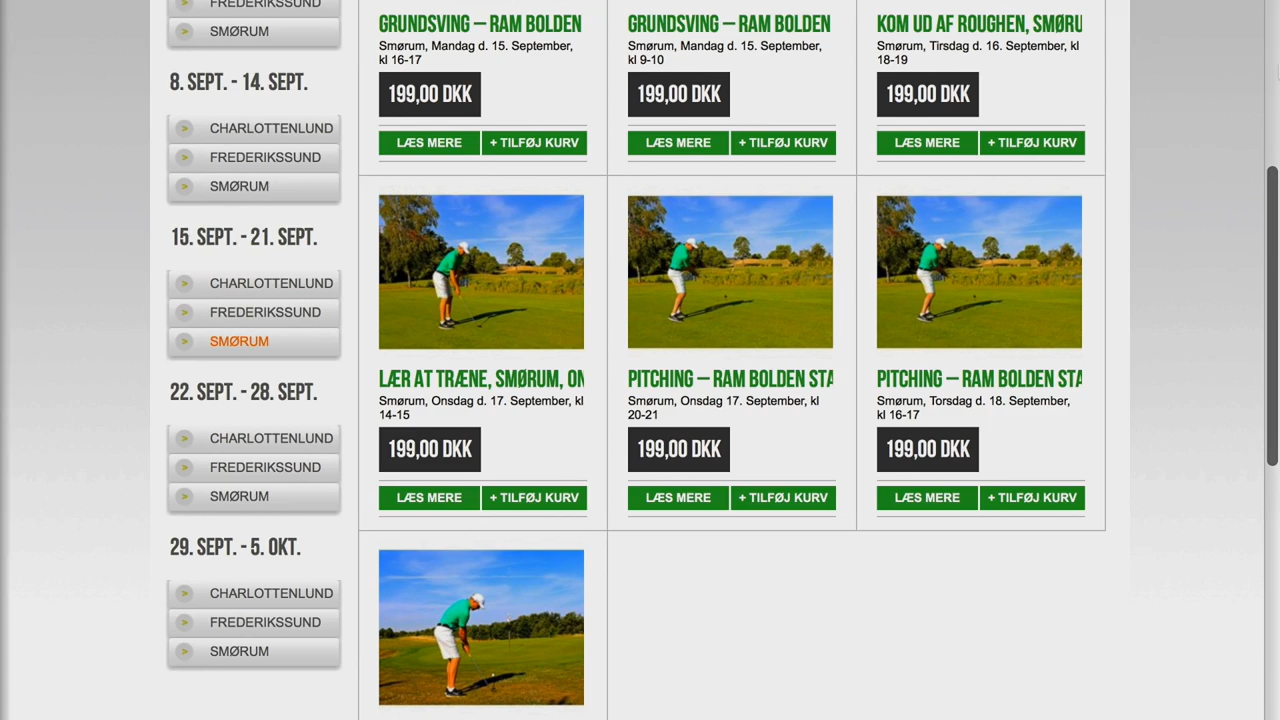 FREDERIKSSUND
SMØRUM
8. SEPT. - 14. SEPT.
CHARLOTTENLUND
FREDERIKSSUND
SMØRUM
15. SEPT. - 21. SEPT.
CHARLOTTENLUND
FREDERIKSSUND
SMØRUM
22. SEPT. - 28. SEPT.
CHARLOTTENLUND
FREDERIKSSUND
SMØRUM
29. SEPT. - 5. OKT.
CHARLOTTENLUND
FREDERIKSSUND
SMØRUM
GRUNDSVING – RAM BOLDEN
Smørum, Mandag d. 15. September,
kl 16-17
199,00 DKK
LÆS MERE + TILFØJ KURV
GRUNDSVING – RAM BOLDEN
Smørum, Mandag d. 15. September,
kl 9-10
199,00 DKK
LÆS MERE + TILFØJ KURV
KOM UD AF ROUGHEN, SMØRU
Smørum, Tirsdag d. 16. September, kl
18-19
199,00 DKK
LÆS MERE + TILFØJ KURV
LÆR AT TRÆNE, SMØRUM, ON
Smørum, Onsdag d. 17. September, kl
14-15
199,00 DKK
LÆS MERE + TILFØJ KURV
PITCHING – RAM BOLDEN STA
Smørum, Onsdag 17. September, kl
20-21
199,00 DKK
LÆS MERE + TILFØJ KURV
PITCHING – RAM BOLDEN STA
Smørum, Torsdag d. 18. September,
kl 16-17
199,00 DKK
LÆS MERE + TILFØJ KURV